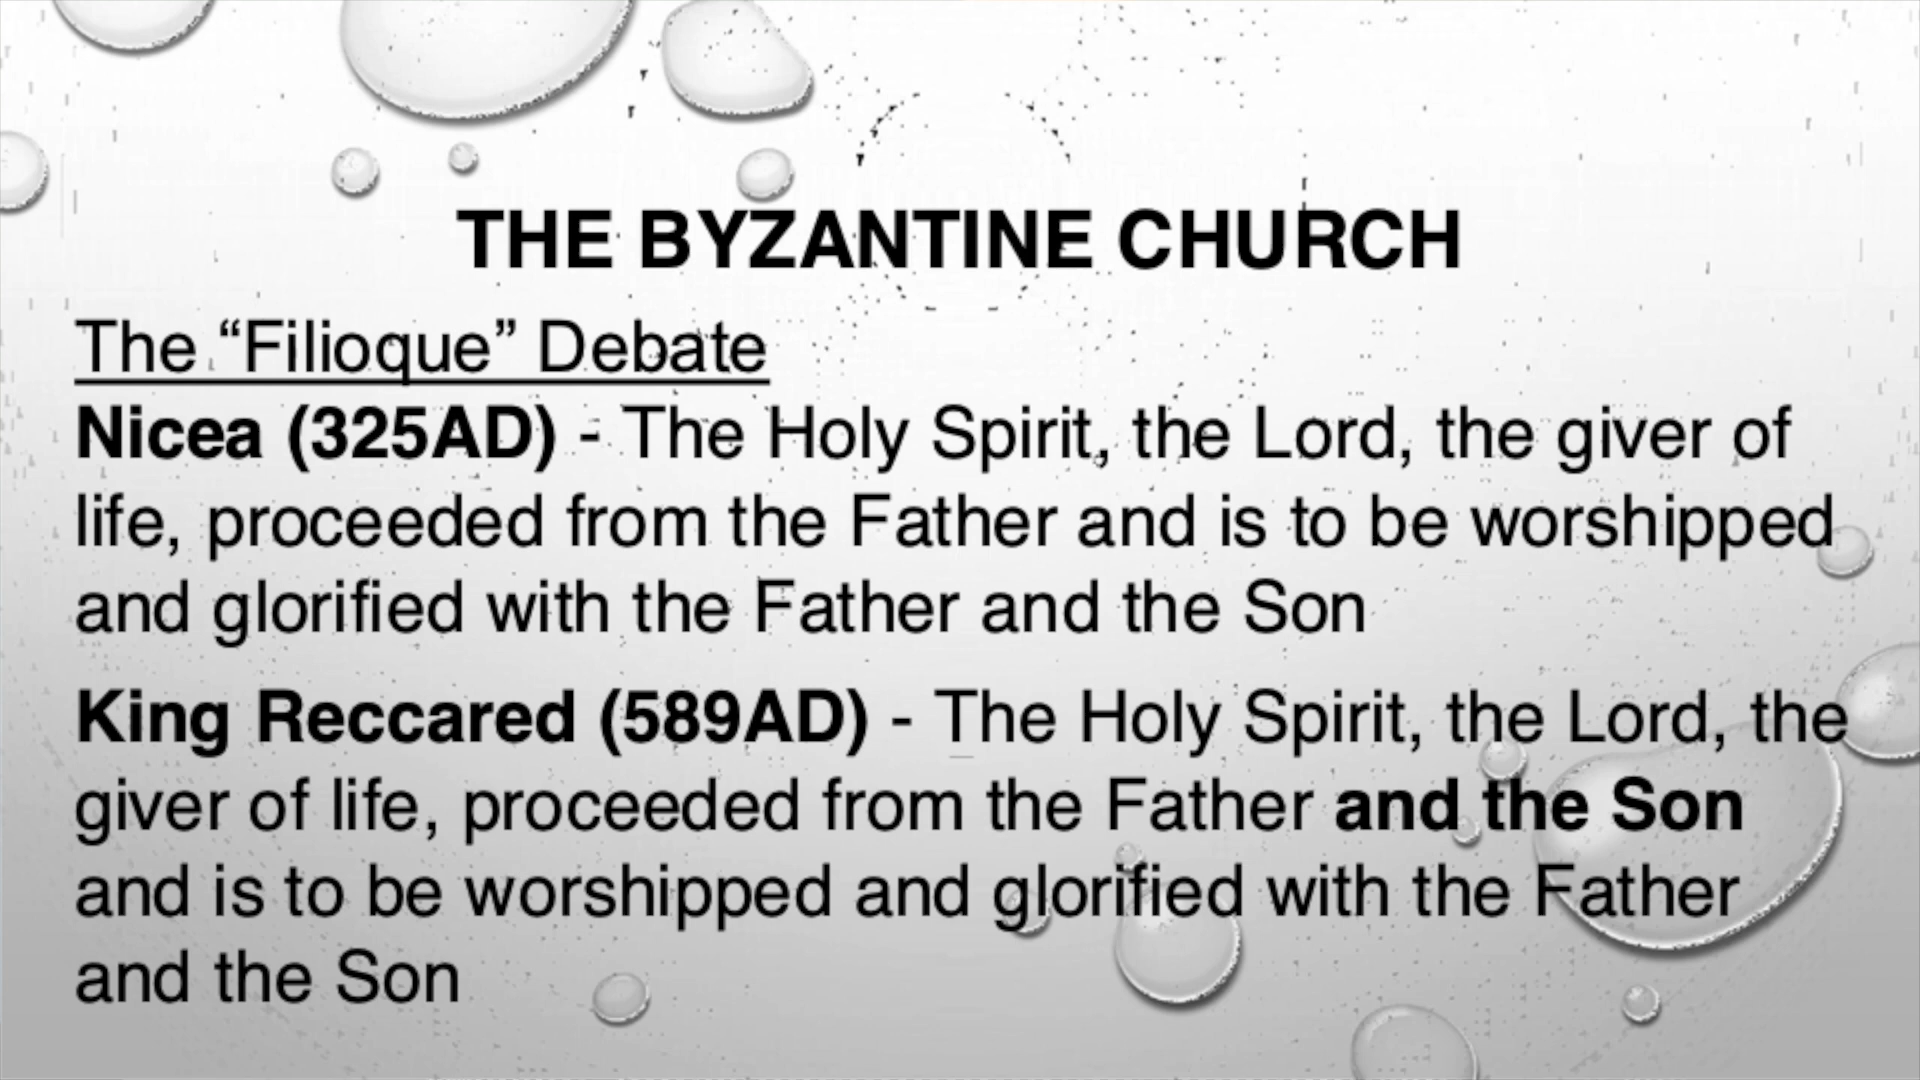 THE BYZANTINE CHURCH
The “Filioque” Debate
Nicea (325AD) - The Holy Spirit, the Lord, the giver of
life, proceeded from the Father and is to be worshipped
and glorified with the Father and the Son
King Reccared (589AD) - The Holy Spirit, the Lord, the
giver of life, proceeded from the Father and the Son
and is to be worshipped and glorified with the Father
and the Son